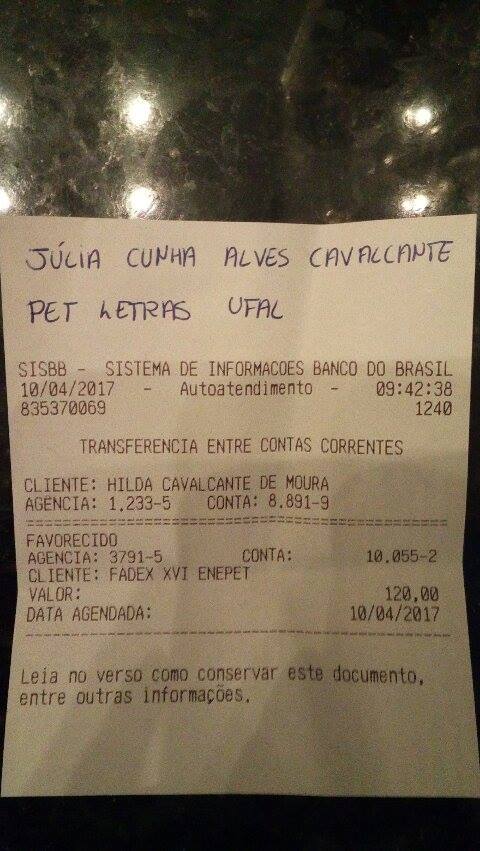 JÚLIA CUNHA ALVES CAVALCANTE
PET LETRAS UFAL
SISBB - SISTEMA DE INFORMACOES BANCO DO BRASIL
10/04/2017 - Autoatendimento - 09:42:38
835370069 1240
TRANSFERENCIA ENTRE CONTAS CORRENTES
CLIENTE: HILDA CAVALCANTE DE MOURA
AGENCIA: 1.233-5 CONTA: 8.891-9
FAVORECIDO
AGENCIA: 3791-5 CONTA: 10.055-2
CLIENTE: FADEX XVI ENEPET
VALOR: 120,00
DATA AGENDADA: 10/04/2017
Leia no verso como conservar este documento,
entre outras informações.